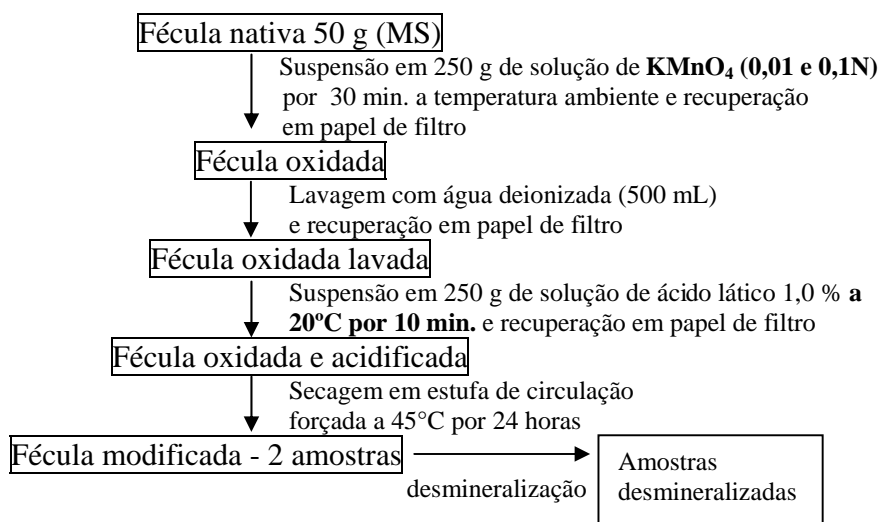 Fécula nativa 50 g (MS)
Suspensão em 250 g de solução de KMnO₄ (0,01 e 0,1N)
por 30 min. a temperatura ambiente e recuperação
em papel de filtro
Fécula oxidada
Lavagem com água deionizada (500 mL)
e recuperação em papel de filtro
Fécula oxidada lavada
Suspensão em 250 g de solução de ácido lático 1,0 % a
20ºC por 10 min. e recuperação em papel de filtro
Fécula oxidada e acidificada
Secagem em estufa de circulação
forçada a 45°C por 24 horas
Fécula modificada - 2 amostras
desmineralização
Amostras
desmineralizadas